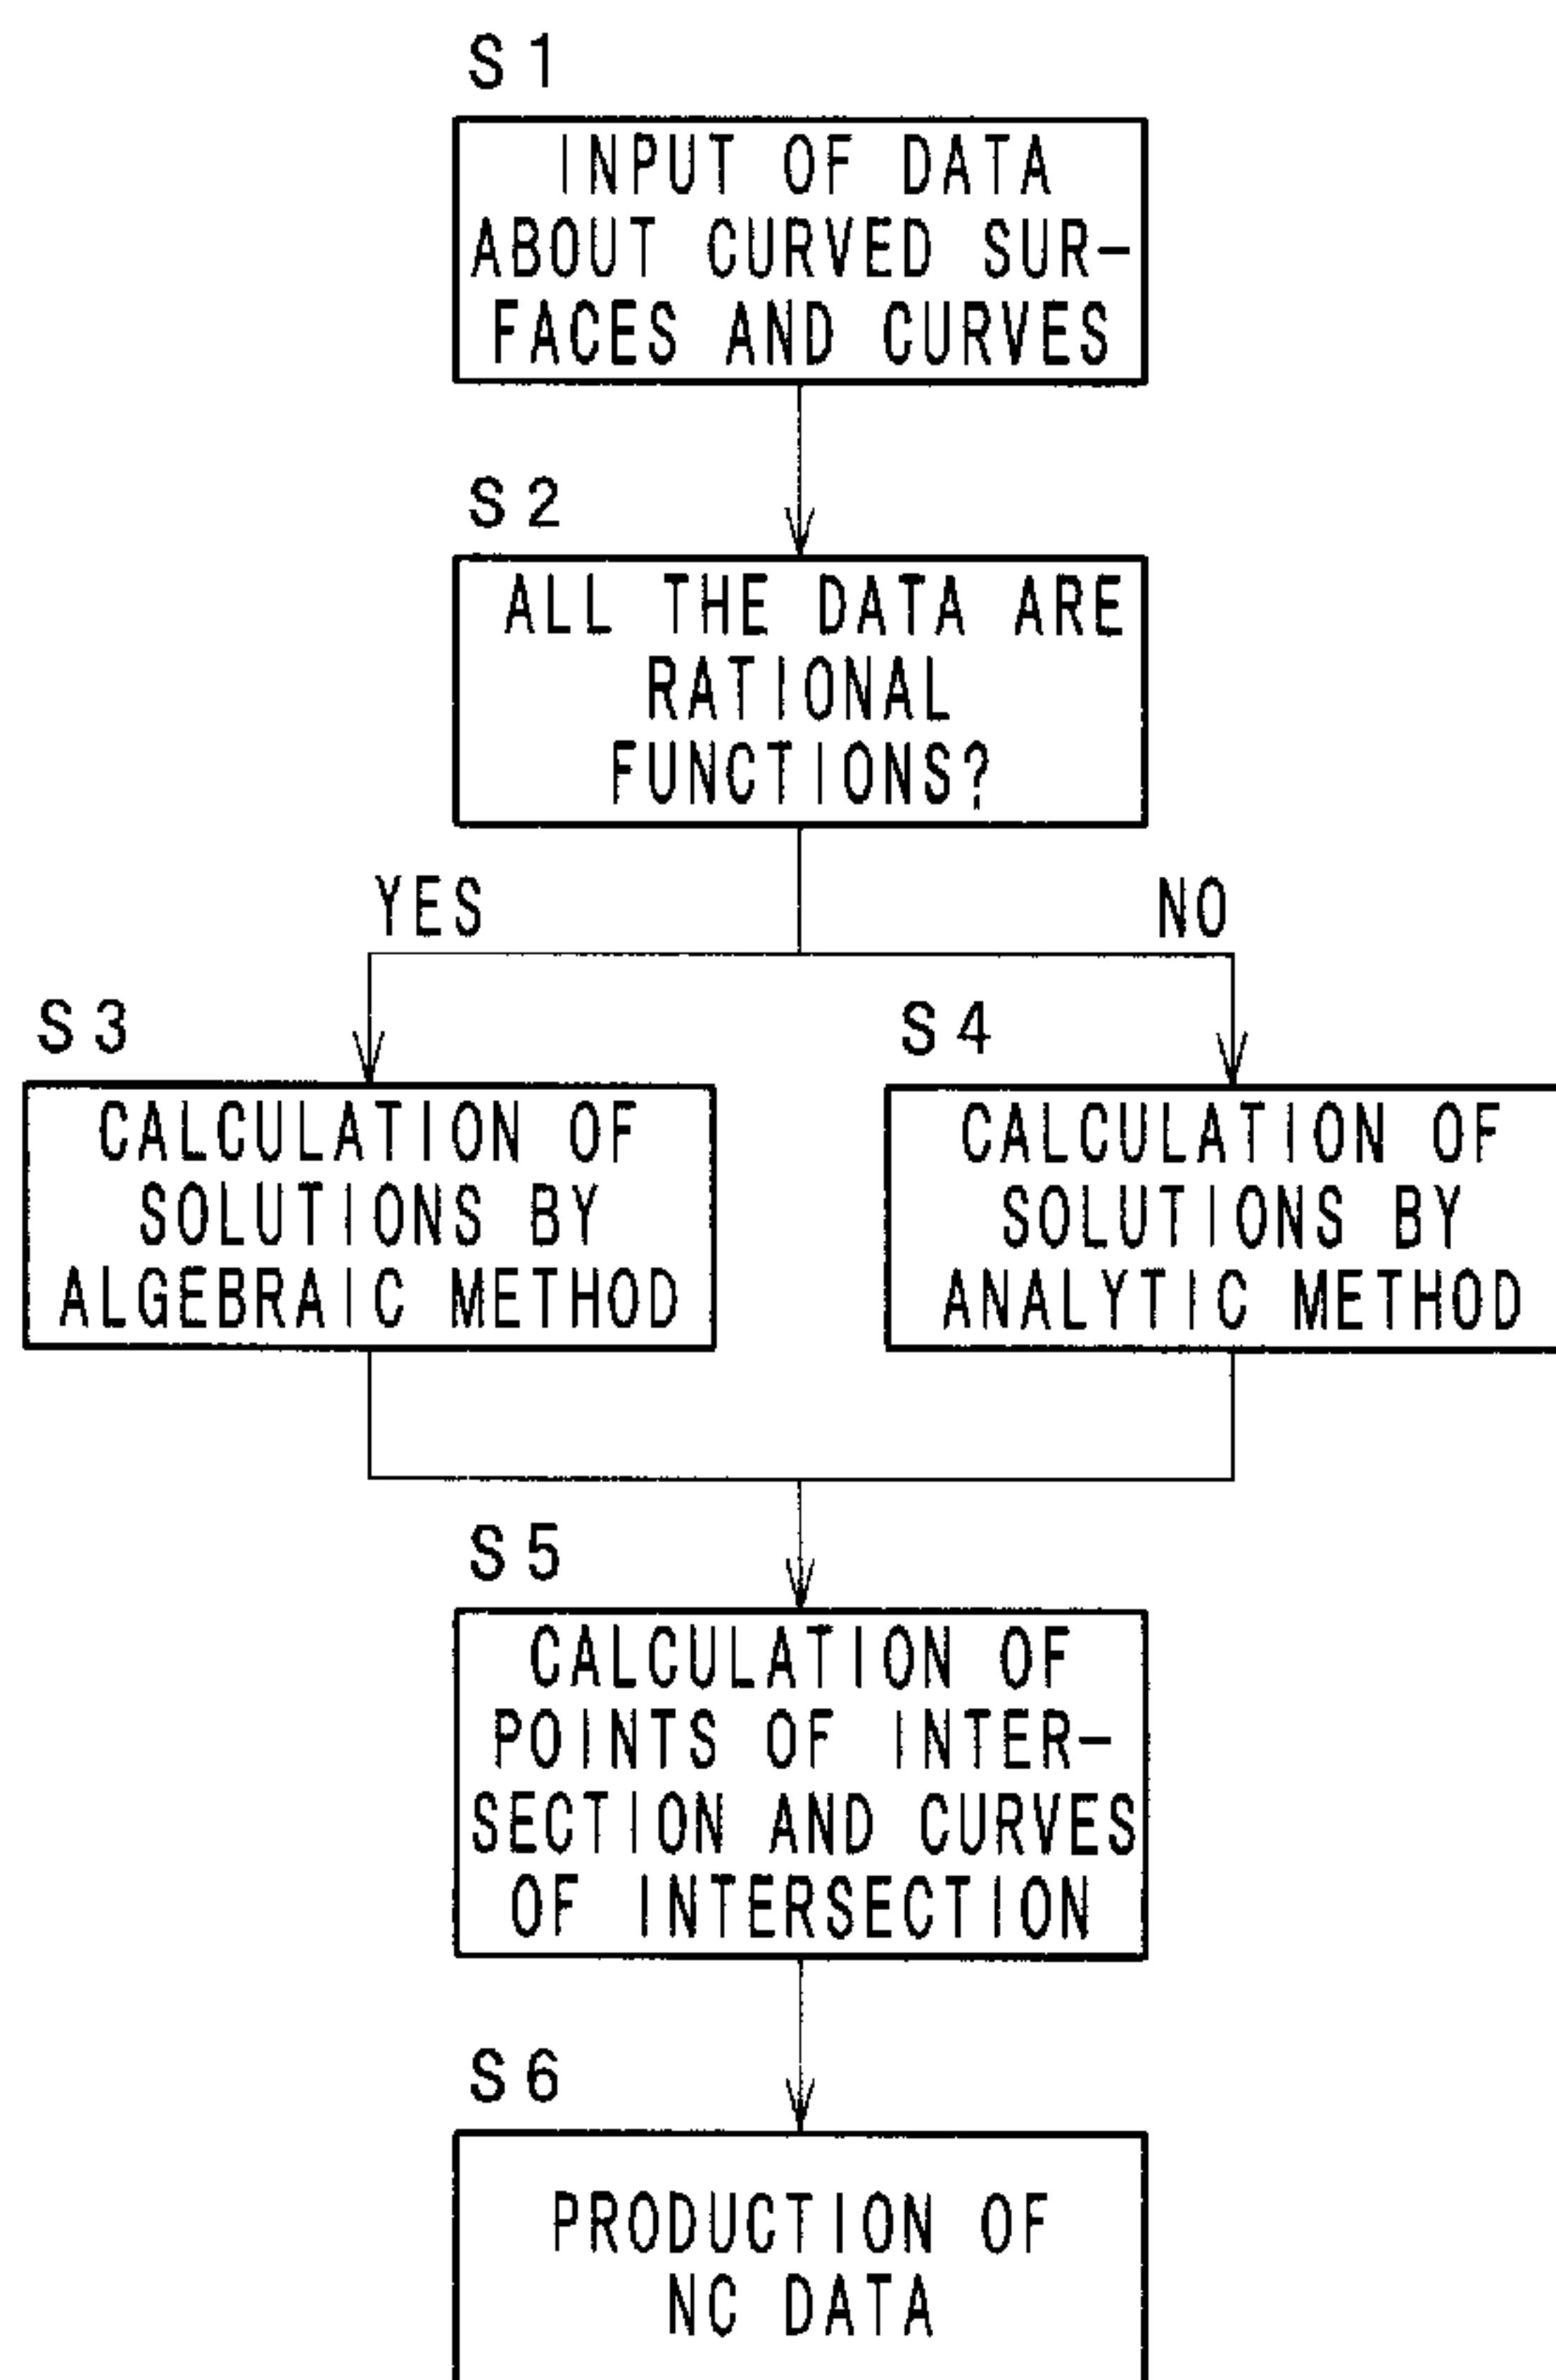 S1
INPUT OF DATA
ABOUT CURVED SUR-
FACES AND CURVES
S2
ALL THE DATA ARE
RATIONAL
FUNCTIONS?
YES
NO
S3
CALCULATION OF
SOLUTIONS BY
ALGEBRAIC METHOD
S4
CALCULATION OF
SOLUTIONS BY
ANALYTIC METHOD
S5
CALCULATION OF
POINTS OF INTER-
SECTION AND CURVES
OF INTERSECTION
S6
PRODUCTION OF
NC DATA